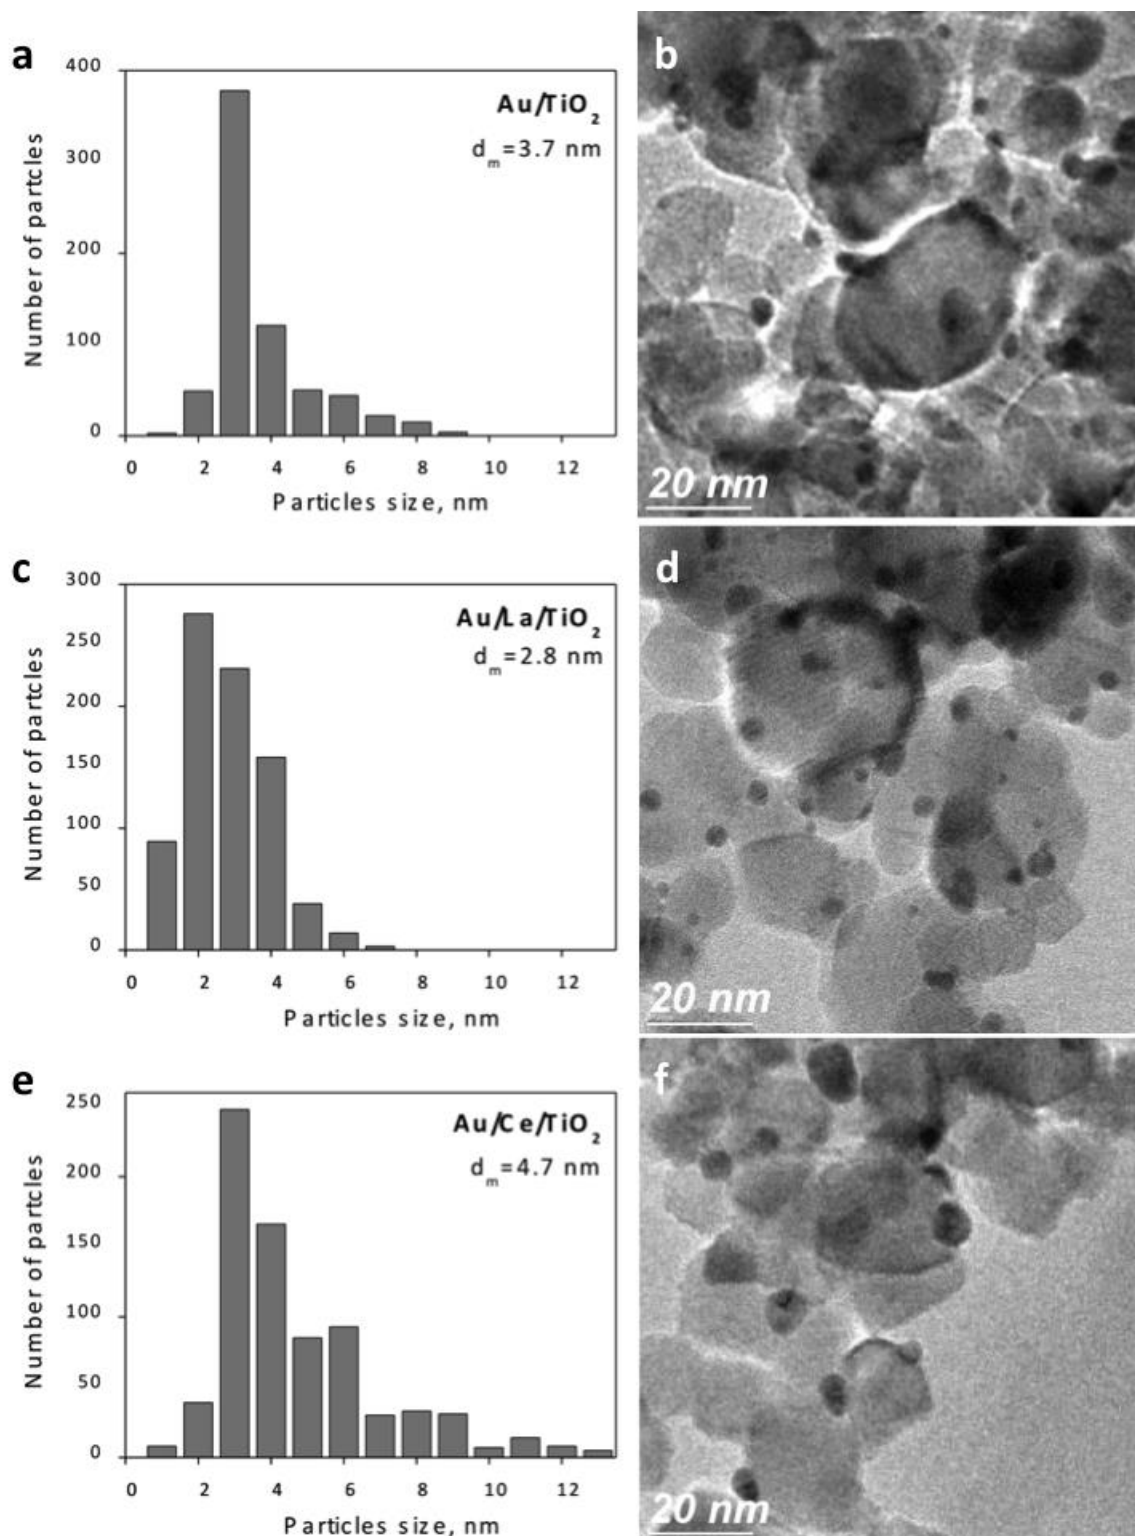 a
400
300
200
100
0
Number of partcles
Au/TiO₂
dₘ=3.7 nm
0 2 4 6 8 10 12
Particles size, nm
b
20 nm
c
300
250
200
150
100
50
0
Number of partcles
Au/La/TiO₂
dₘ=2.8 nm
0 2 4 6 8 10 12
Particles size, nm
d
20 nm
e
250
200
150
100
50
0
Number of partcles
Au/Ce/TiO₂
dₘ=4.7 nm
0 2 4 6 8 10 12
Particles size, nm
f
20 nm